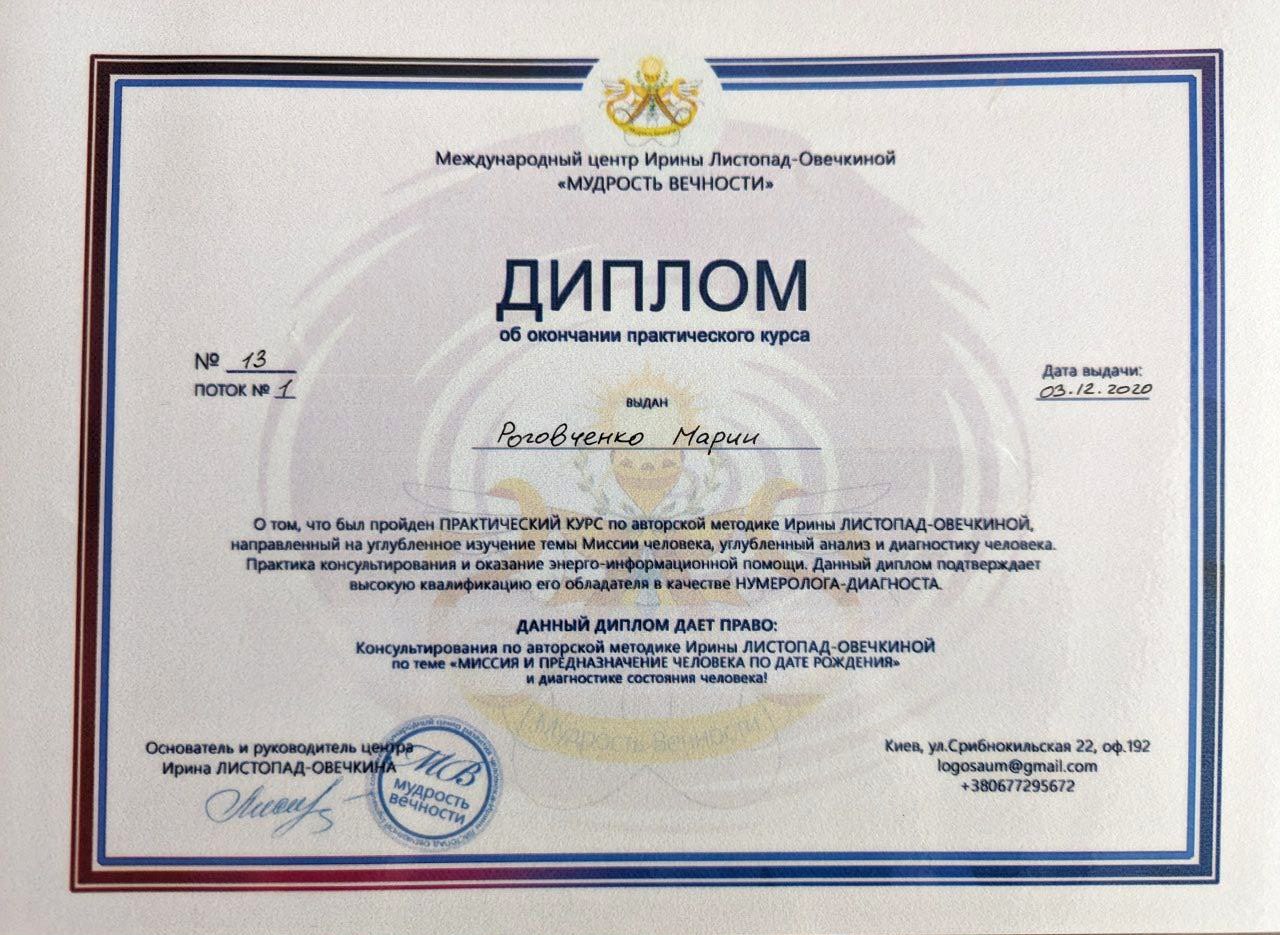 Международный центр Ирины Листопад-Овечкиной
«МУДРОСТЬ ВЕЧНОСТИ»
ДИПЛОМ
об окончании практического курса
№ 13
ПОТОК № 1
Дата выдачи:
03.12.2020
ВЫДАН
Роговченко Марии
О том, что был пройден ПРАКТИЧЕСКИЙ КУРС по авторской методике Ирины ЛИСТОПАД-ОВЕЧКИНОЙ,
направленный на углубленное изучение темы Миссии человека, углубленный анализ и диагностику человека.
Практика консультирования и оказание энерго-информационной помощи. Данный диплом подтверждает
высокую квалификацию его обладателя в качестве НУМЕРОЛОГА-ДИАГНОСТА.
ДАННЫЙ ДИПЛОМ ДАЕТ ПРАВО:
Консультирования по авторской методике Ирины ЛИСТОПАД-ОВЕЧКИНОЙ
по теме «МИССИЯ И ПРЕДНАЗНАЧЕНИЕ ЧЕЛОВЕКА ПО ДАТЕ РОЖДЕНИЯ»
и диагностике состояния человека!
Мудрость Вечности
Основатель и руководитель центра
Ирина ЛИСТОПАД-ОВЕЧКИНА
МВ
мудрость
вечности
Киев, ул.Срибнокильская 22, оф.192
logosaum@gmail.com
+380677295672